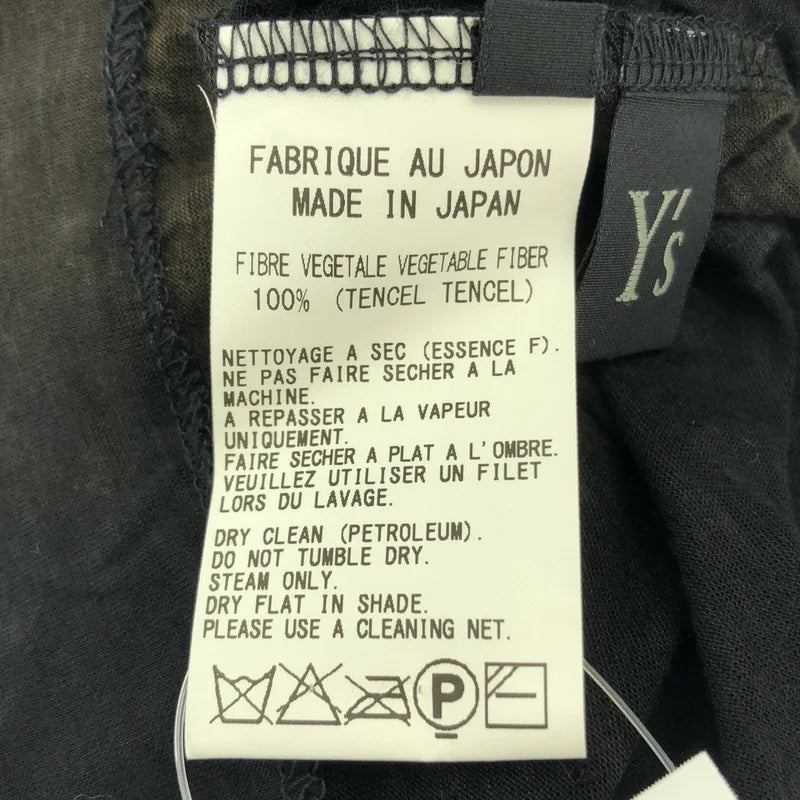 FABRIQUE AU JAPON
MADE IN JAPAN
FIBRE VEGETALE VEGETABLE FIBER
100% (TENCEL TENCEL)
NETTOYAGE A SEC (ESSENCE F).
NE PAS FAIRE SECHER A LA
MACHINE.
A REPASSER A LA VAPEUR
UNIQUEMENT.
FAIRE SECHER A PLAT A L'OMBRE.
VEUILLEZ UTILISER UN FILET
LORS DU LAVAGE.
DRY CLEAN (PETROLEUM).
DO NOT TUMBLE DRY.
STEAM ONLY.
DRY FLAT IN SHADE.
PLEASE USE A CLEANING NET.
P
Y's